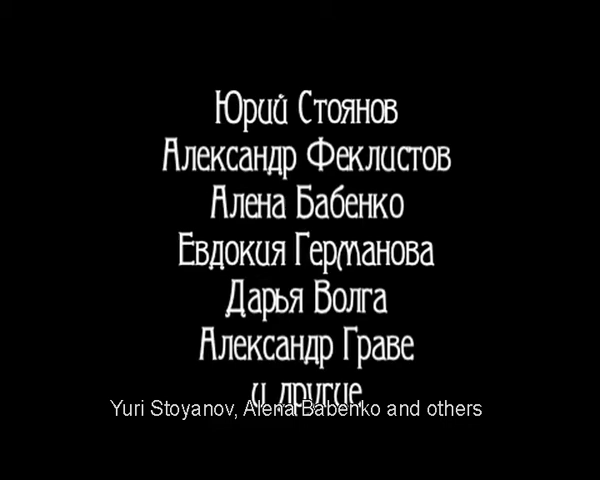 Юрий Стоянов
Александр Феклистов
Алена Бабенко
Евдокия Германова
Дарья Волга
Александр Граве
и другие
Yuri Stoyanov, Alena Babenko and others